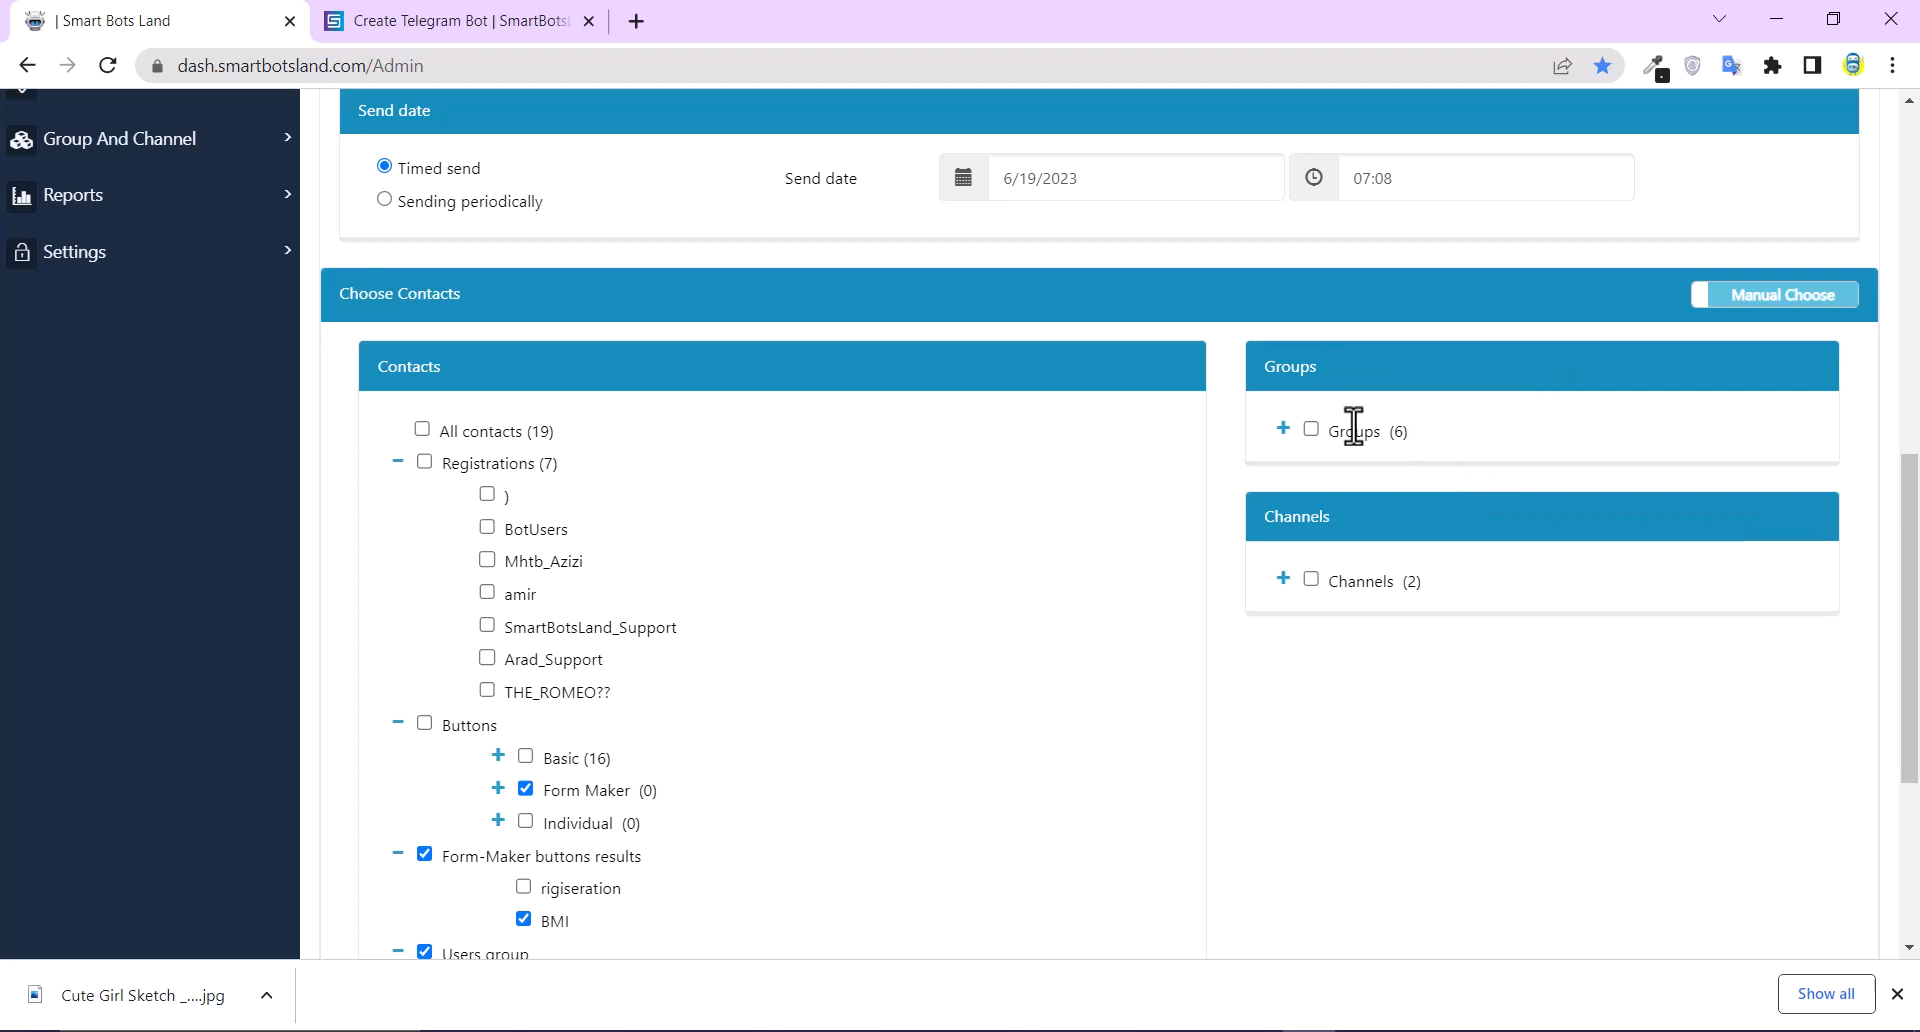 | Smart Bots Land
Create Telegram Bot | SmartBots
dash.smartbotsland.com/Admin
Send date
Group And Channel
Timed send
Send date
6/19/2023
07:08
Reports
Sending periodically
Settings
Choose Contacts
Manual Choose
Contacts
Groups
All contacts (19)
Groups (6)
Registrations (7)
)
BotUsers
Channels
Mhtb_Azizi
Channels (2)
amir
SmartBotsLand_Support
Arad_Support
THE_ROMEO??
Buttons
Basic (16)
Form Maker (0)
Individual (0)
Form-Maker buttons results
rigiseration
BMI
Users group
Cute Girl Sketch _....jpg
Show all